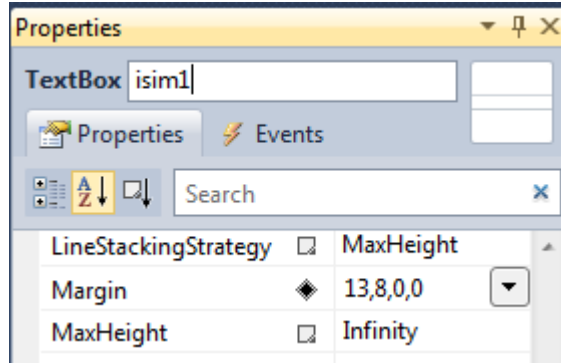 Properties
TextBox isim1
Properties Events
Search
LineStackingStrategy MaxHeight
Margin 13,8,0,0
MaxHeight Infinity